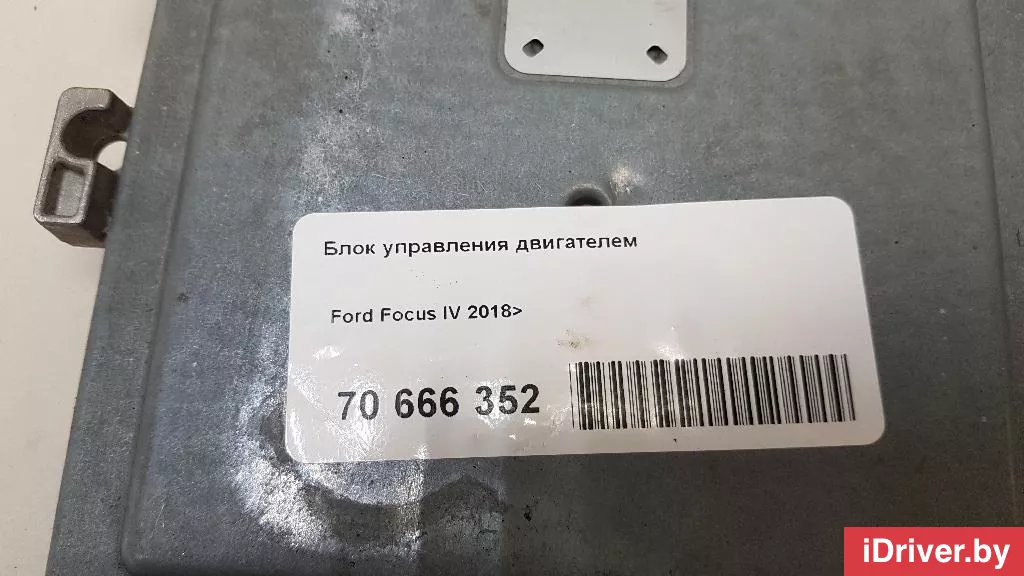 Блок управления двигателем
Ford Focus IV 2018>
70 666 352
iDriver.by